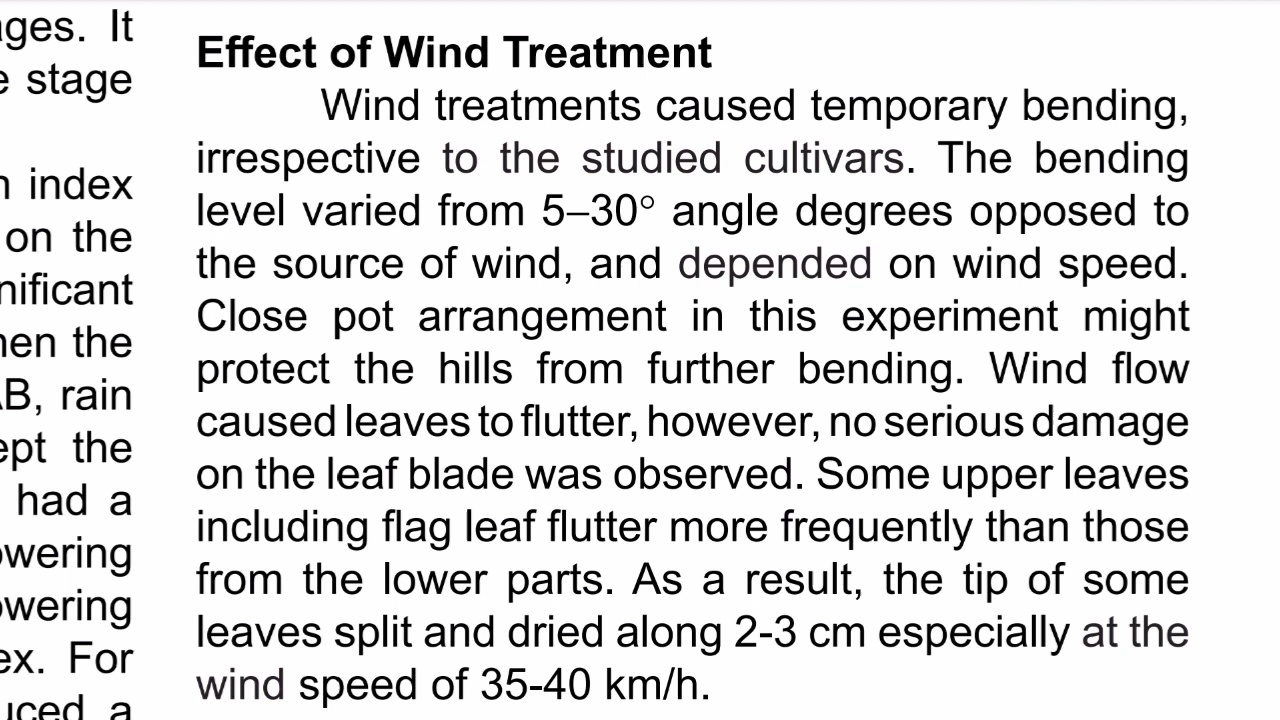 ages. It
e stage
n index
on the
nificant
hen the
AB, rain
ept the
had a
owering
owering
ex. For
uced a
Effect of Wind Treatment
Wind treatments caused temporary bending,
irrespective to the studied cultivars. The bending
level varied from 5–30° angle degrees opposed to
the source of wind, and depended on wind speed.
Close pot arrangement in this experiment might
protect the hills from further bending. Wind flow
caused leaves to flutter, however, no serious damage
on the leaf blade was observed. Some upper leaves
including flag leaf flutter more frequently than those
from the lower parts. As a result, the tip of some
leaves split and dried along 2-3 cm especially at the
wind speed of 35-40 km/h.